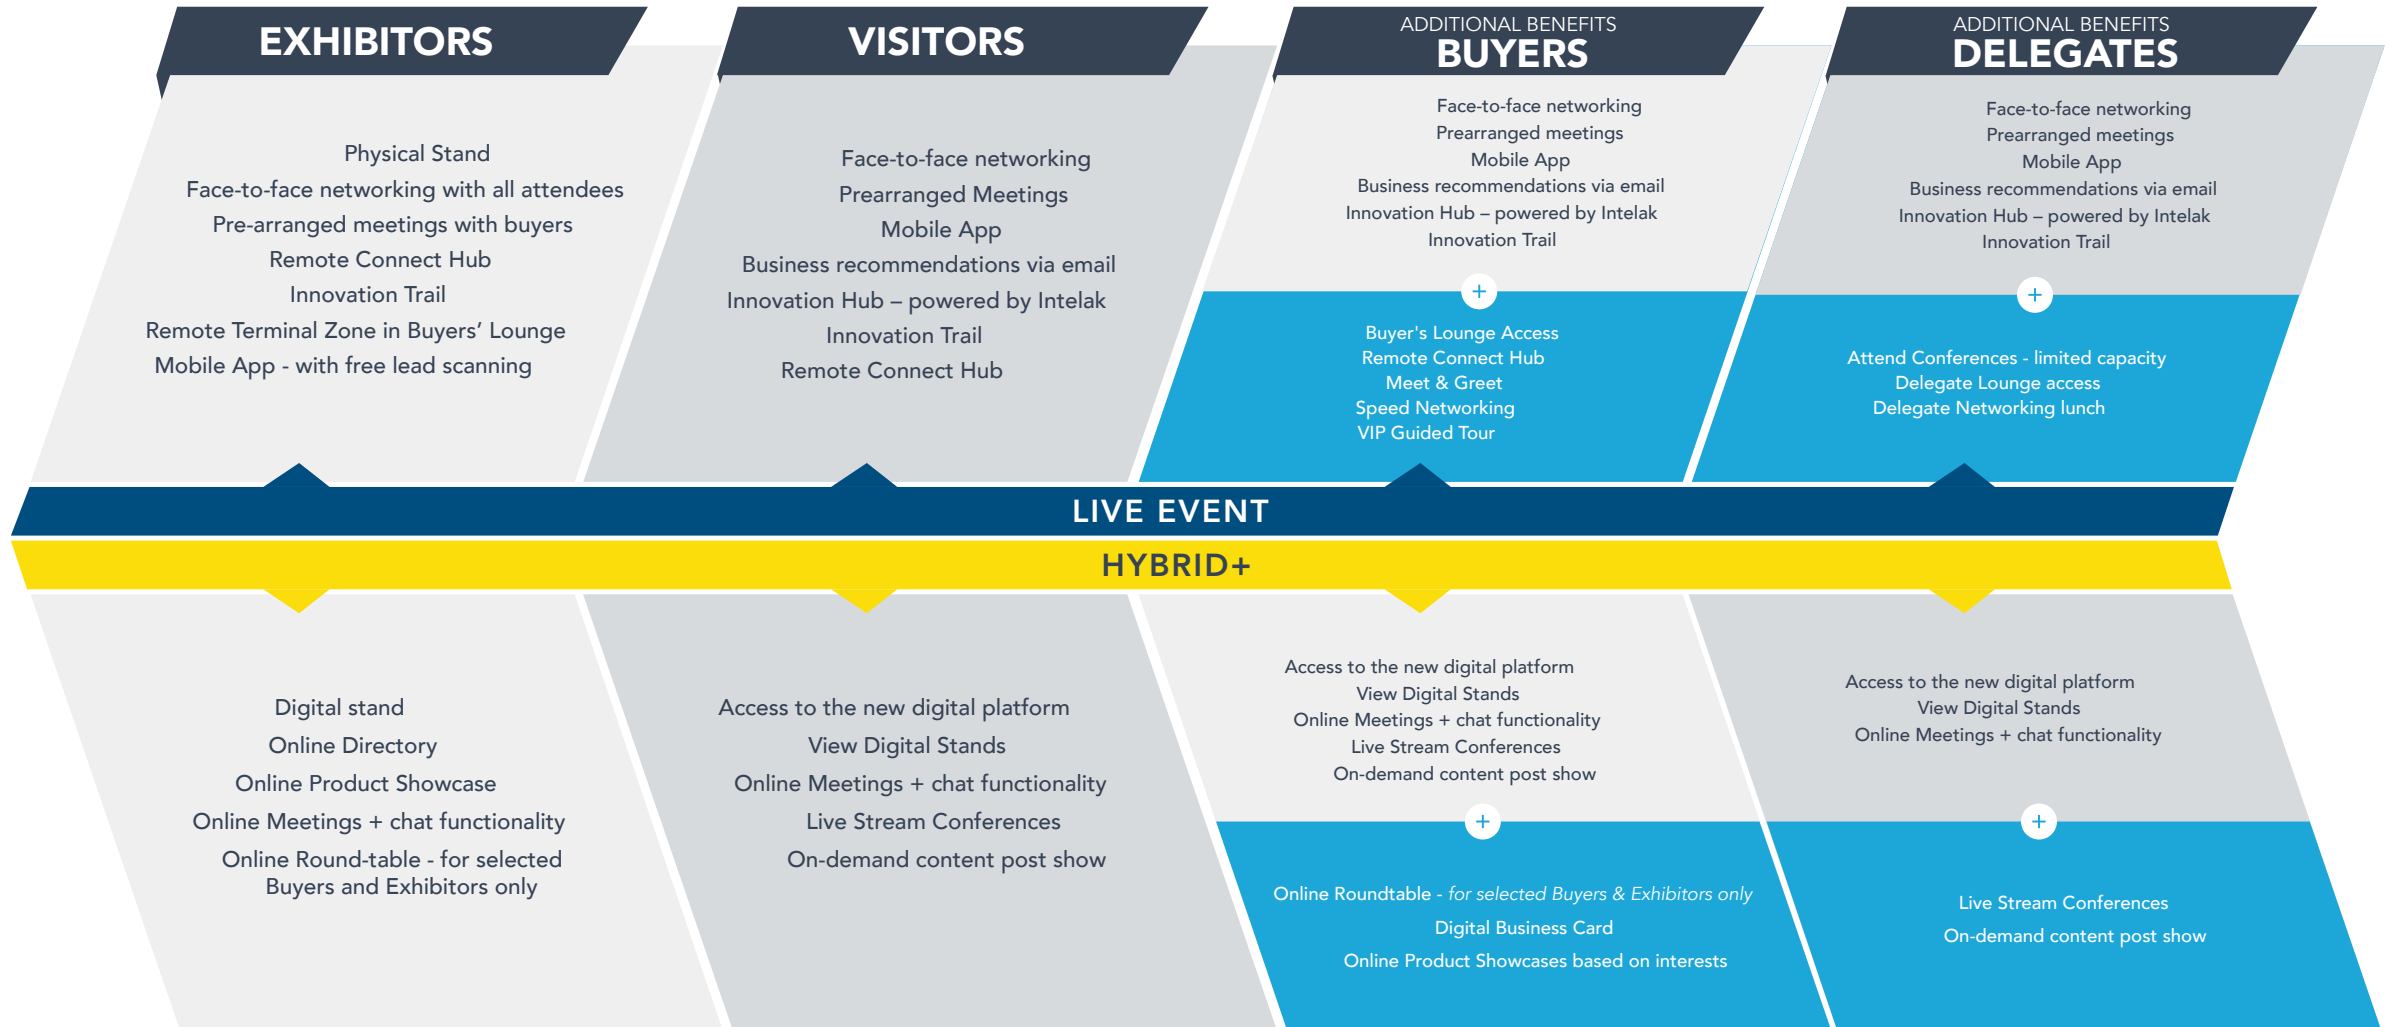 EXHIBITORS
Physical Stand
Face-to-face networking with all attendees
Pre-arranged meetings with buyers
Remote Connect Hub
Innovation Trail
Remote Terminal Zone in Buyers’ Lounge
Mobile App - with free lead scanning
VISITORS
Face-to-face networking
Prearranged Meetings
Mobile App
Business recommendations via email
Innovation Hub – powered by Intelak
Innovation Trail
Remote Connect Hub
ADDITIONAL BENEFITS
BUYERS
Face-to-face networking
Prearranged meetings
Mobile App
Business recommendations via email
Innovation Hub – powered by Intelak
Innovation Trail
+
Buyer's Lounge Access
Remote Connect Hub
Meet & Greet
Speed Networking
VIP Guided Tour
ADDITIONAL BENEFITS
DELEGATES
Face-to-face networking
Prearranged meetings
Mobile App
Business recommendations via email
Innovation Hub – powered by Intelak
Innovation Trail
+
Attend Conferences - limited capacity
Delegate Lounge access
Delegate Networking lunch
LIVE EVENT
HYBRID+
Digital stand
Online Directory
Online Product Showcase
Online Meetings + chat functionality
Online Round-table - for selected
Buyers and Exhibitors only
Access to the new digital platform
View Digital Stands
Online Meetings + chat functionality
Live Stream Conferences
On-demand content post show
Access to the new digital platform
View Digital Stands
Online Meetings + chat functionality
Live Stream Conferences
On-demand content post show
+
Online Roundtable - for selected Buyers & Exhibitors only
Digital Business Card
Online Product Showcases based on interests
Access to the new digital platform
View Digital Stands
Online Meetings + chat functionality
+
Live Stream Conferences
On-demand content post show